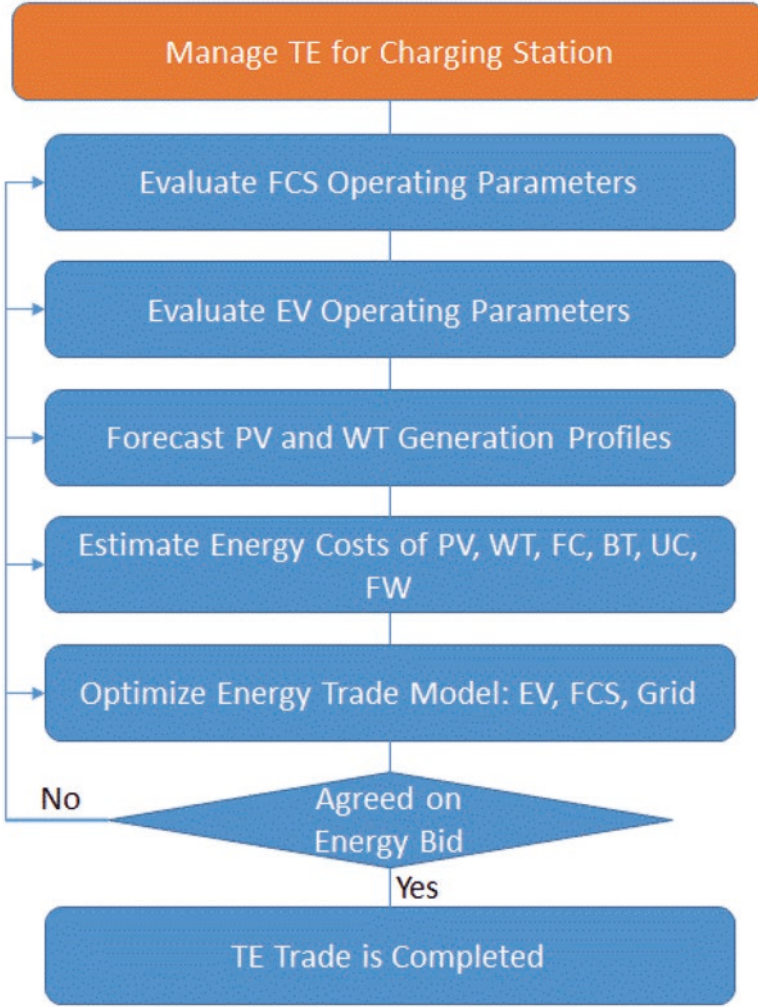 Manage TE for Charging Station
Evaluate FCS Operating Parameters
Evaluate EV Operating Parameters
Forecast PV and WT Generation Profiles
Estimate Energy Costs of PV, WT, FC, BT, UC,
FW
Optimize Energy Trade Model: EV, FCS, Grid
No
Agreed on
Energy Bid
Yes
TE Trade is Completed